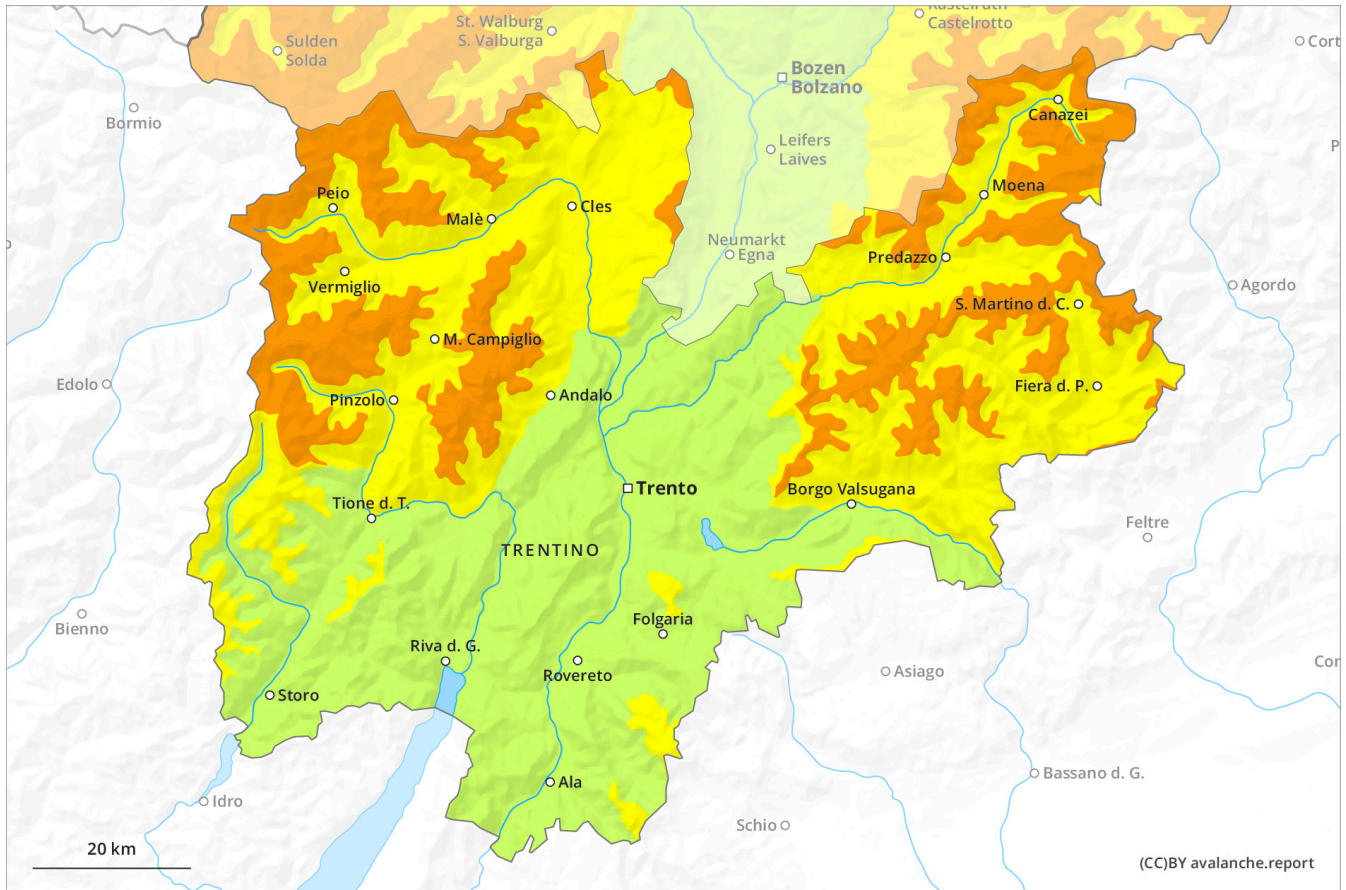 St. Walburg
S. Valburga
Kastelruth
Castelrotto
Sulden
Solda
Cort
Bozen
Bolzano
Bormio
Canazei
Leifers
Laives
P
Moena
Peio
Malè
Cles
Neumarkt
Egna
Predazzo
Vermiglio
Agordo
S. Martino d. C.
M. Campiglio
Edolo
Andalo
Fiera d. P.
Pinzolo
Trento
Borgo Valsugana
Tione d. T.
Feltre
TRENTINO
Folgaria
Bienno
Riva d. G.
Rovereto
Asiago
Cor
Storo
Ala
Bassano d. G.
Idro
Schio
20 km
(CC)BY avalanche.report